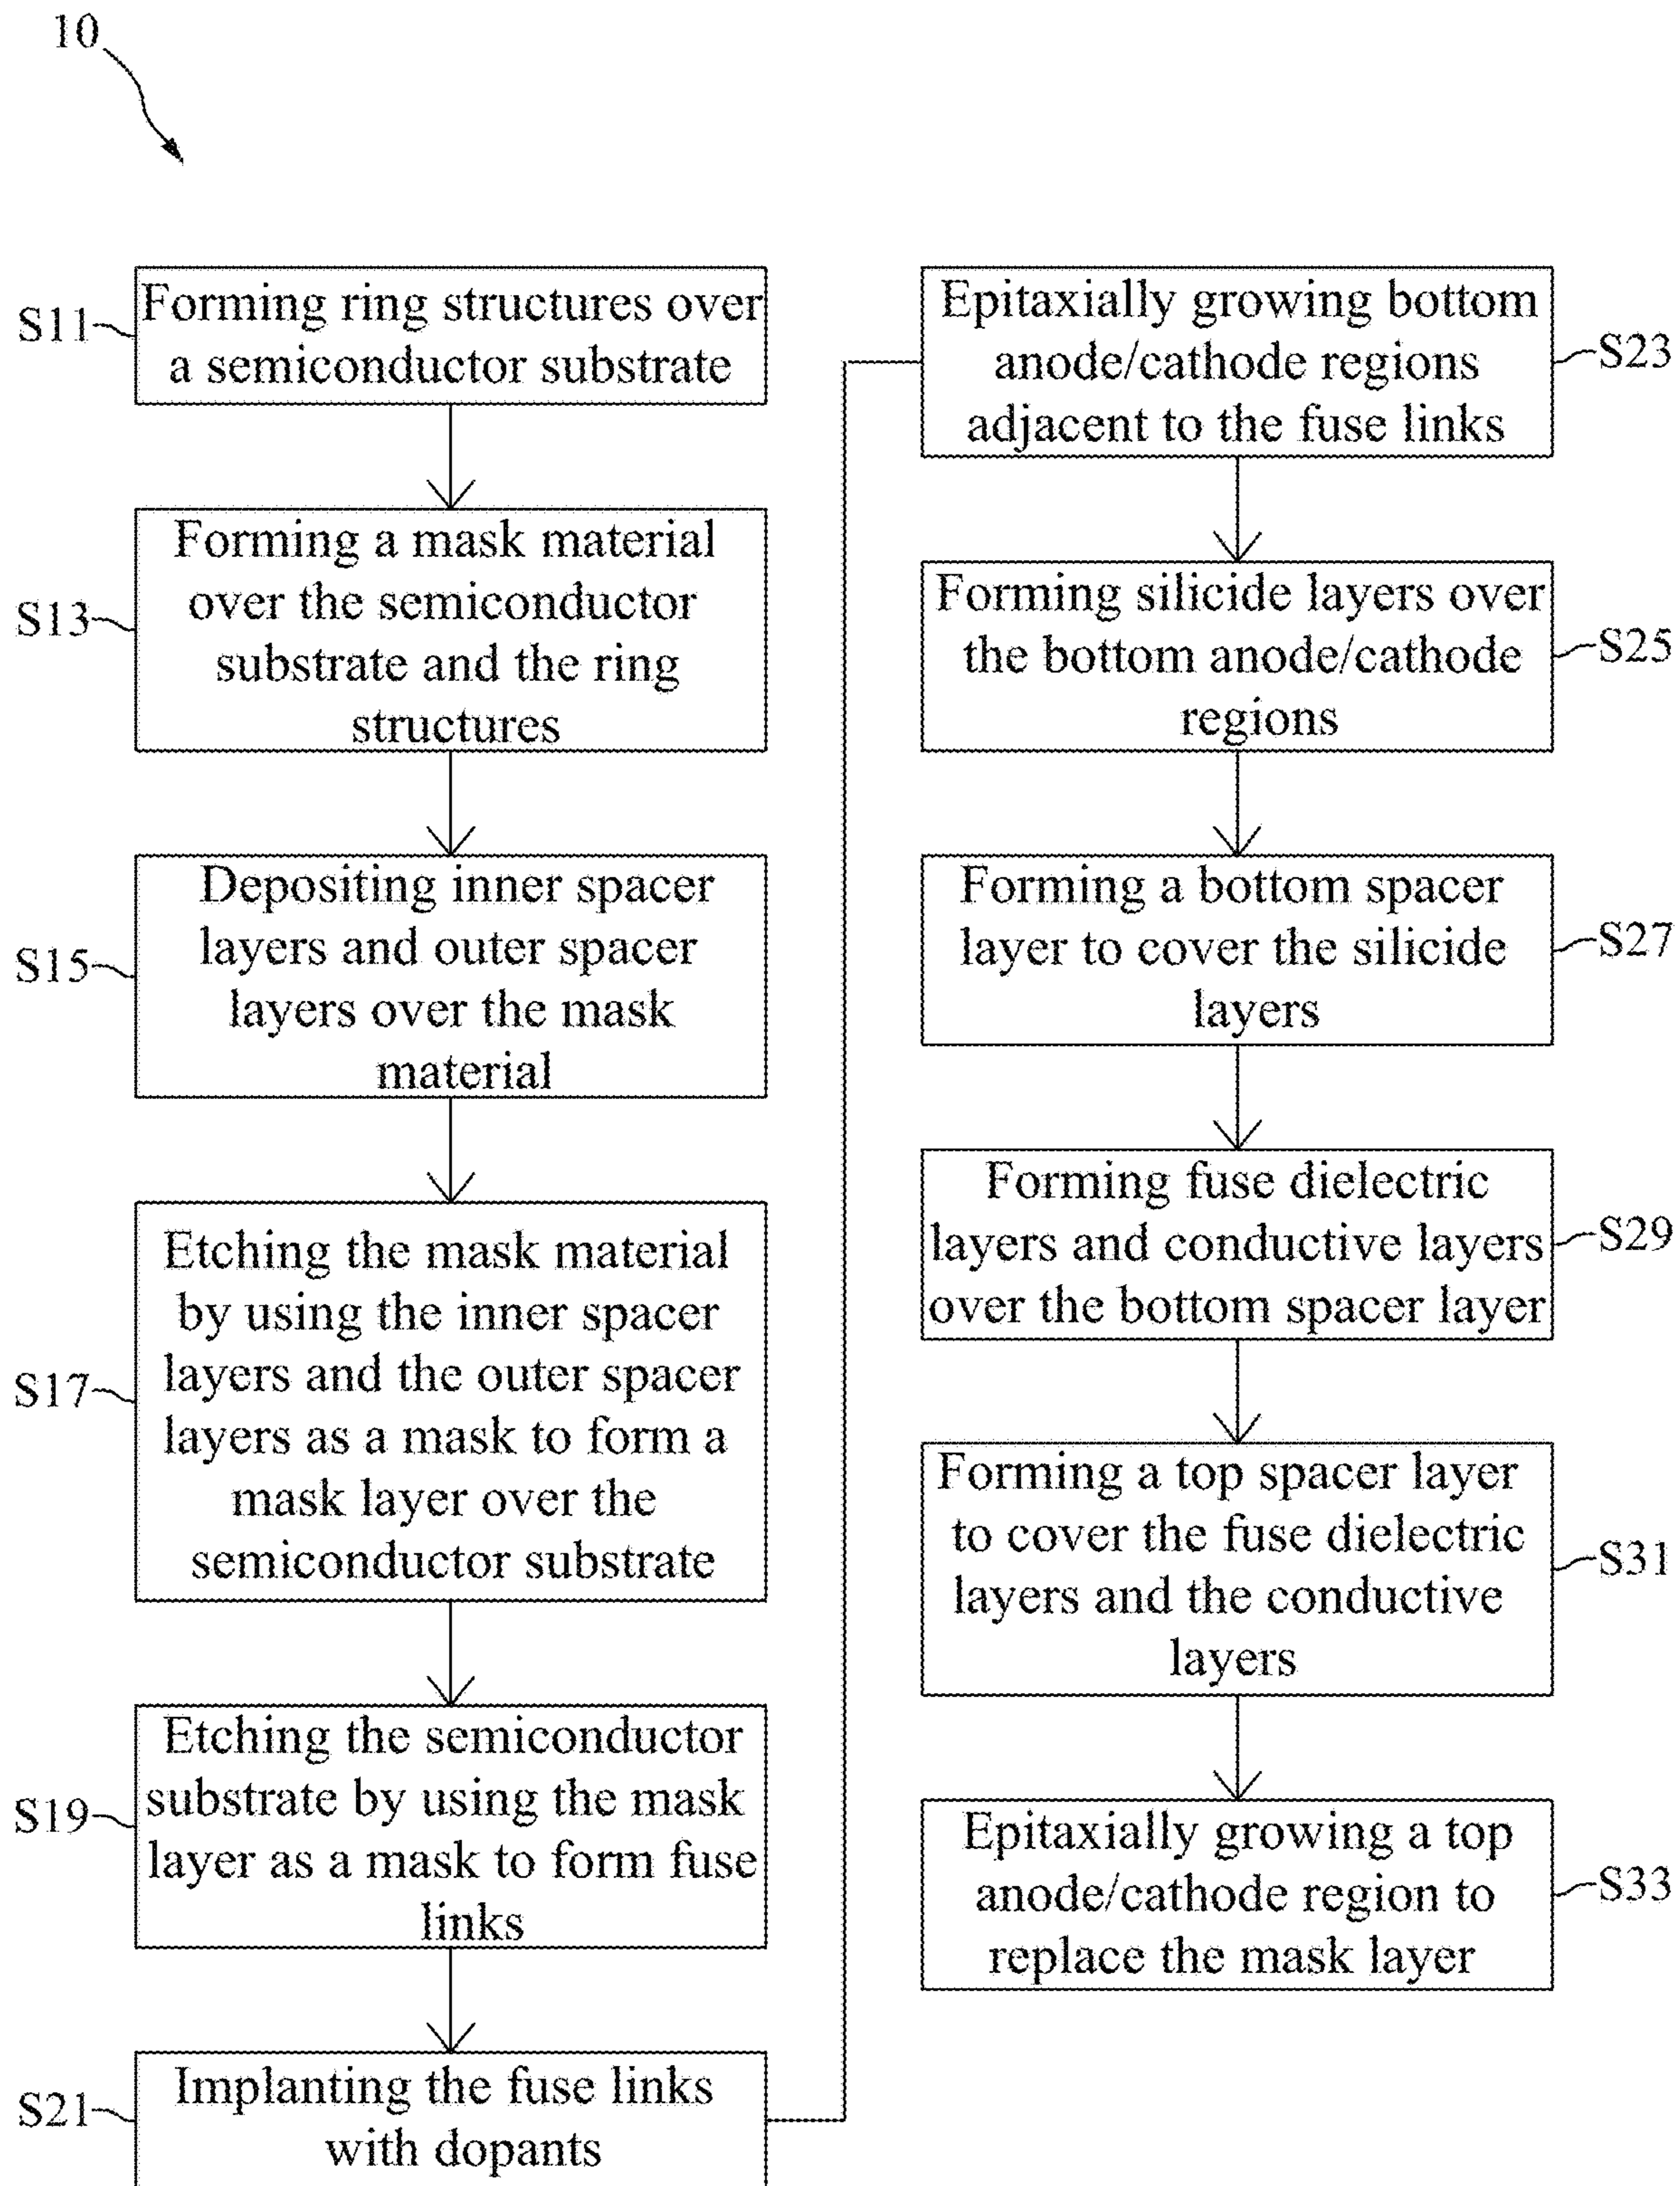 10
S11
Forming ring structures over
a semiconductor substrate
S13
Forming a mask material
over the semiconductor
substrate and the ring
structures
S15
Depositing inner spacer
layers and outer spacer
layers over the mask
material
S17
Etching the mask material
by using the inner spacer
layers and the outer spacer
layers as a mask to form a
mask layer over the
semiconductor substrate
S19
Etching the semiconductor
substrate by using the mask
layer as a mask to form fuse
links
S21
Implanting the fuse links
with dopants
Epitaxially growing bottom
anode/cathode regions
adjacent to the fuse links
S23
Forming silicide layers over
the bottom anode/cathode
regions
S25
Forming a bottom spacer
layer to cover the silicide
layers
S27
Forming fuse dielectric
layers and conductive layers
over the bottom spacer layer
S29
Forming a top spacer layer
to cover the fuse dielectric
layers and the conductive
layers
S31
Epitaxially growing a top
anode/cathode region to
replace the mask layer
S33